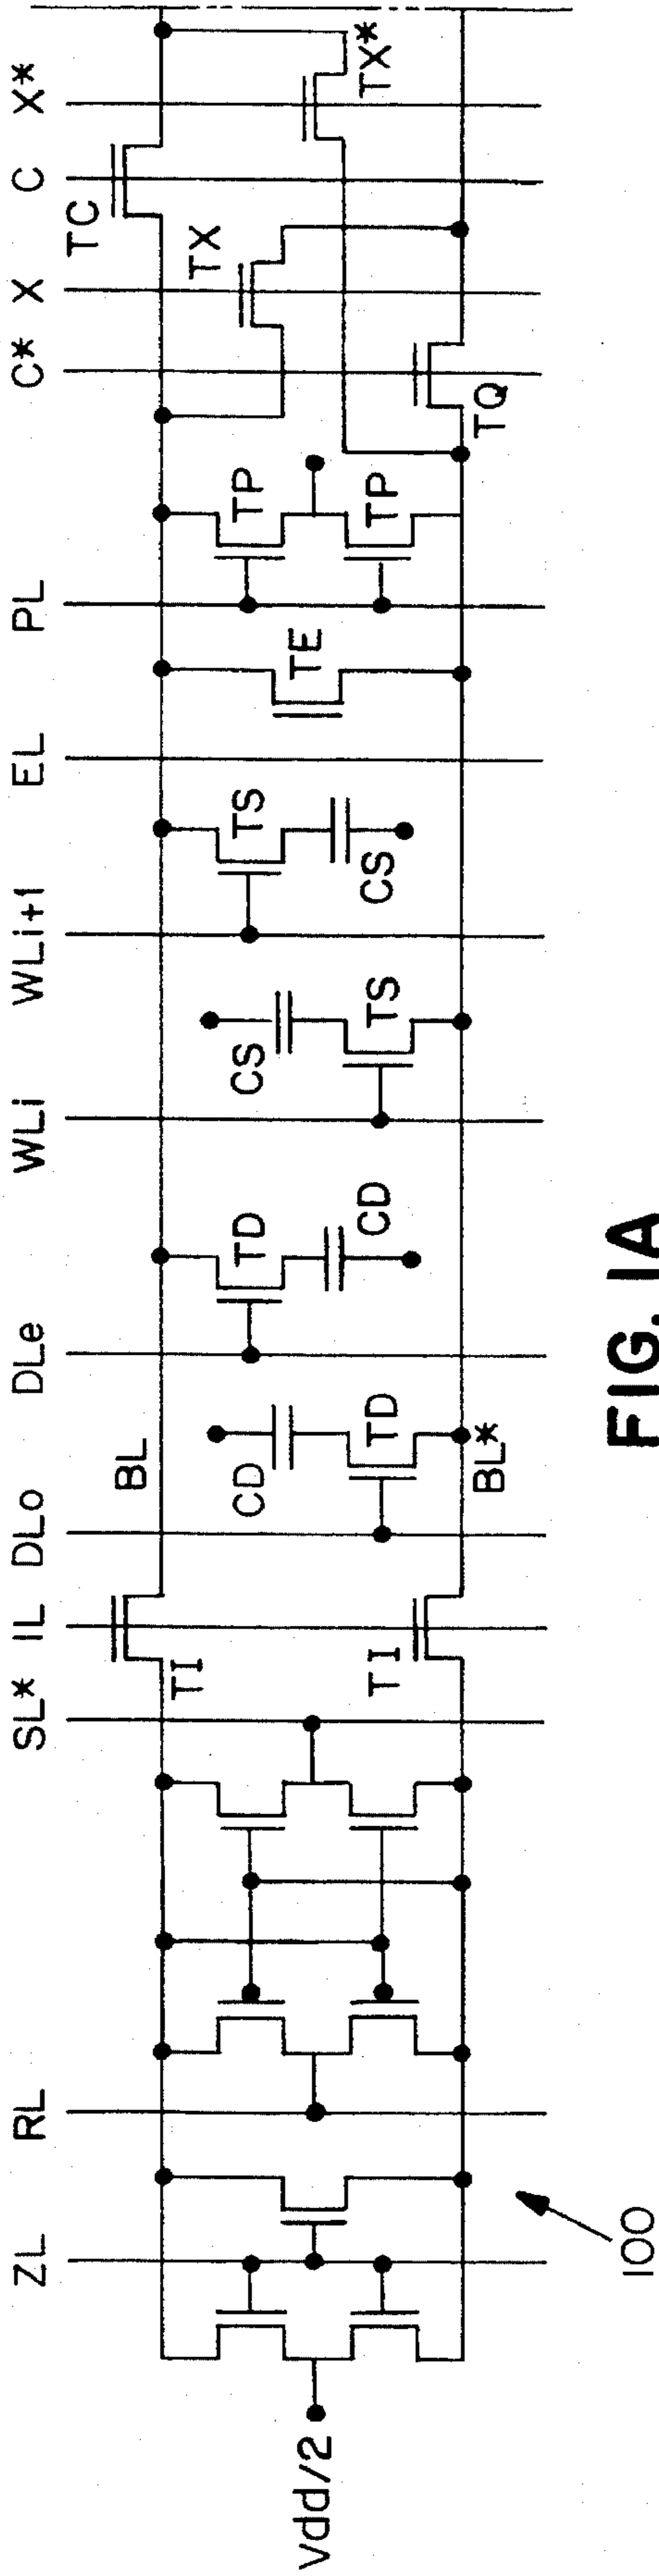 ZL
RL
SL*
IL
DLo
DLe
WLi
WLi+1
EL
PL
C*
X
C
X*
BL
TC
TI
TD
TS
TP
TX
TX*
CD
CS
TE
CD
CS
TD
TS
TP
TI
BL*
TQ
Vdd/2
100
FIG. 1A